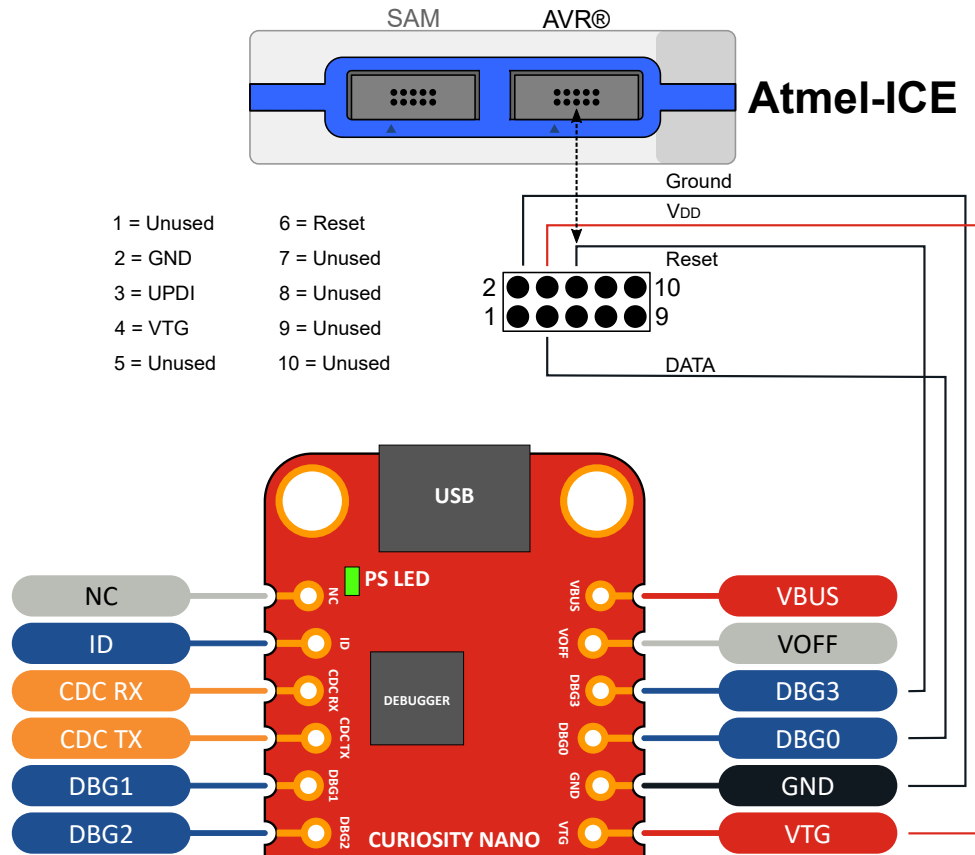 SAM
AVR®
Atmel-ICE
Ground
VDD
Reset
1 = Unused
2 = GND
3 = UPDI
4 = VTG
5 = Unused
6 = Reset
7 = Unused
8 = Unused
9 = Unused
10 = Unused
2
10
1
9
DATA
USB
PS LED
DEBUGGER
CURIOSITY NANO
NC
ID
CDC RX
CDC TX
DBG1
DBG2
NC
ID
CDC RX
CDC TX
DBG1
DBG2
VBUS
VOFF
DBG3
DBG0
GND
VTG
VBUS
VOFF
DBG3
DBG0
GND
VTG